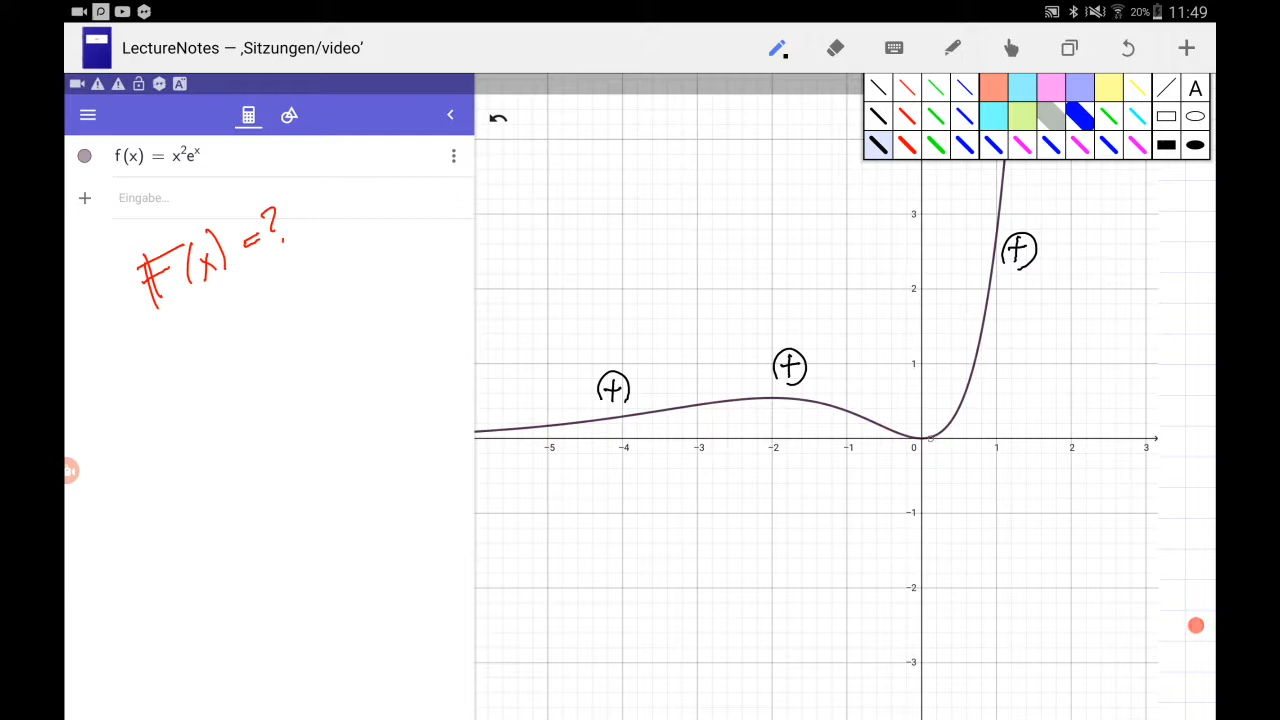 20% 11:49
LectureNotes — ‚Sitzungen/video’
A
A
f(x) = x²eˣ
Eingabe...
F(x) = ?
3
+
2
1
+
+
−5 −4 −3 −2 −1 0 1 2 3
−1
−2
−3